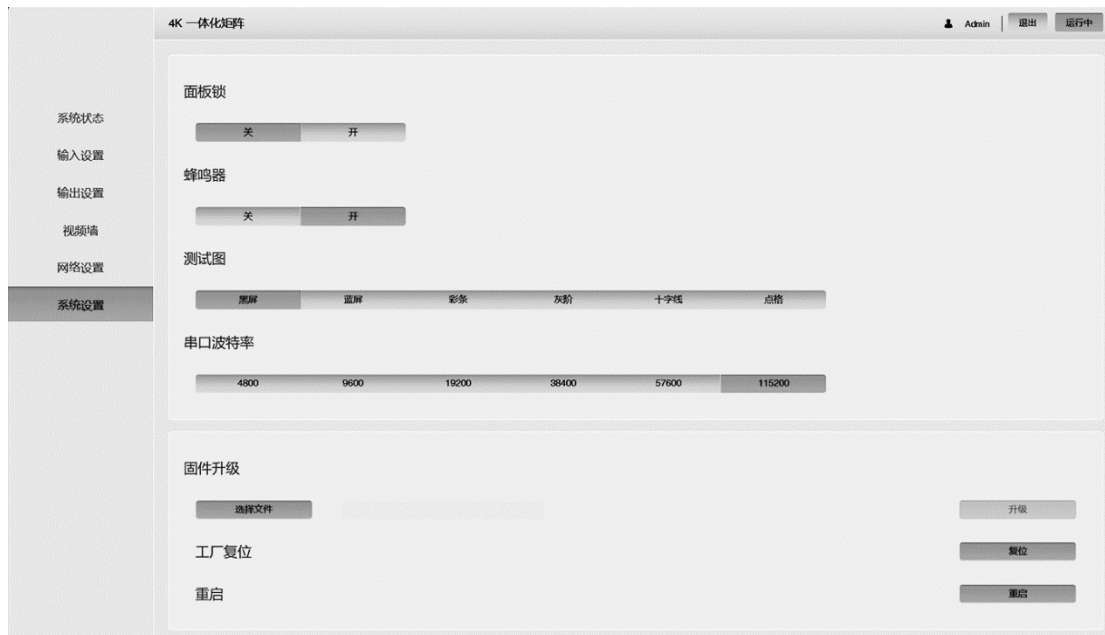 4K 一体化矩阵
Admin 退出 运行中
系统状态
输入设置
输出设置
视频墙
网络设置
系统设置
面板锁
关 开
蜂鸣器
关 开
测试图
黑屏 蓝屏 彩条 灰阶 十字线 点格
串口波特率
4800 9600 19200 38400 57600 115200
固件升级
选择文件 升级
工厂复位 复位
重启 重启